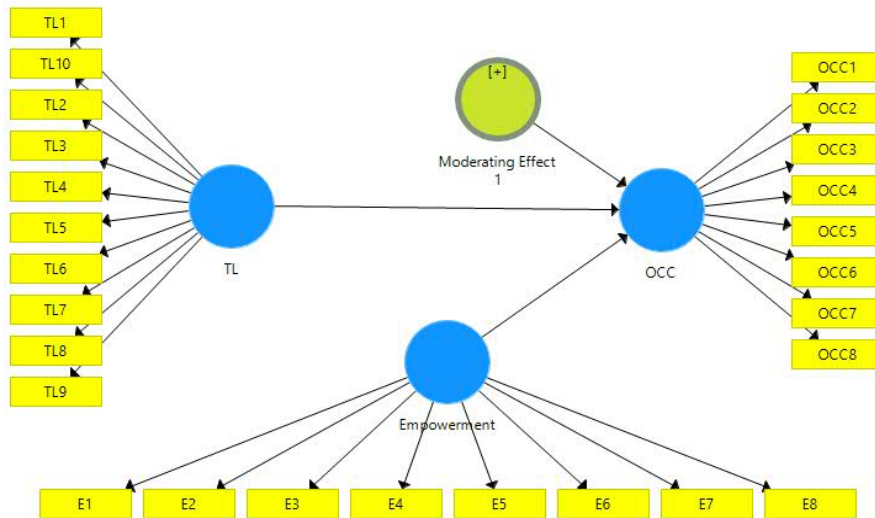 TL1
TL10
TL2
TL3
TL4
TL5
TL6
TL7
TL8
TL9
TL
[+]
Moderating Effect
1
OCC
OCC1
OCC2
OCC3
OCC4
OCC5
OCC6
OCC7
OCC8
Empowerment
E1
E2
E3
E4
E5
E6
E7
E8